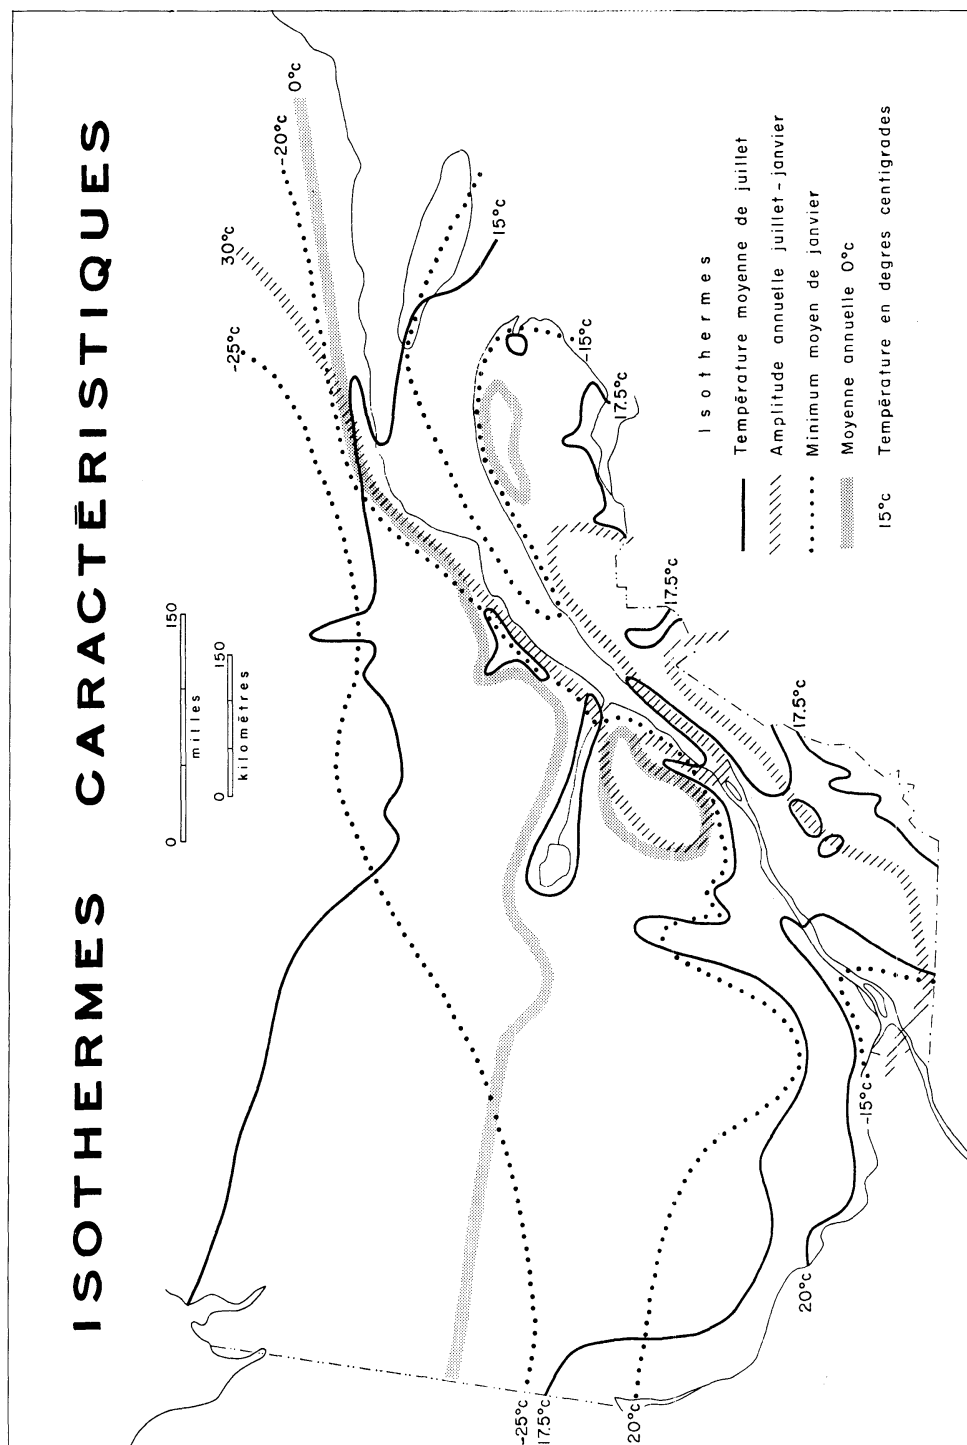 ISOTHERMES CARACTÉRISTIQUES
0 150
miles
0 150
kilomètres
-25°c
30°c
-20°c
0°c
15°c
-15°c
17.5°c
17.5°c
17.5°c
-25°c
17.5°c
20°c
20°c
-15°c
Isothermes
Température moyenne de juillet
Amplitude annuelle juillet-janvier
Minimum moyen de janvier
Moyenne annuelle 0°c
15°c Température en degres centigrades